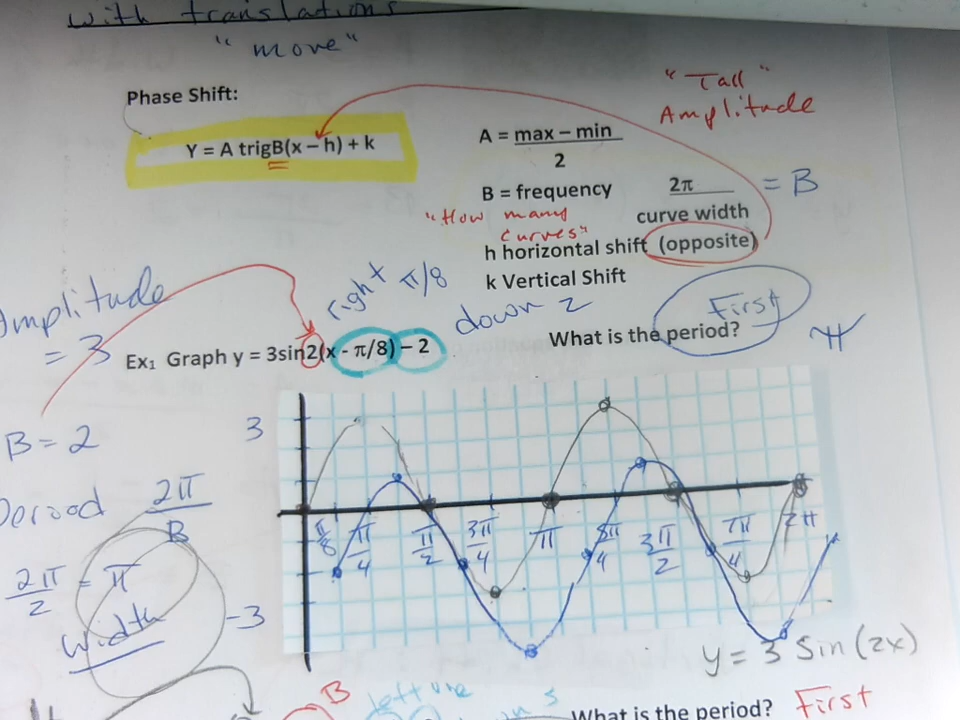 with translations
"move"
Phase Shift:
"Tall"
Amplitude
Y = A trigB(x – h) + k
A = max – min
2
B = frequency
2π
= B
curve width
"How many
curves"
h horizontal shift (opposite)
k Vertical Shift
Amplitude
= 3
right π/8
down 2
First
What is the period?
π
Ex₁ Graph y = 3sin2(x - π/8) – 2
B = 2
3
Period 2π
B
π/8
π/4
π/2
3π/4
π
5π/4
3π/2
7π/4
2π
2π/2 = π
width
-3
y = 3 sin(2x)
B
left
What is the period?
First